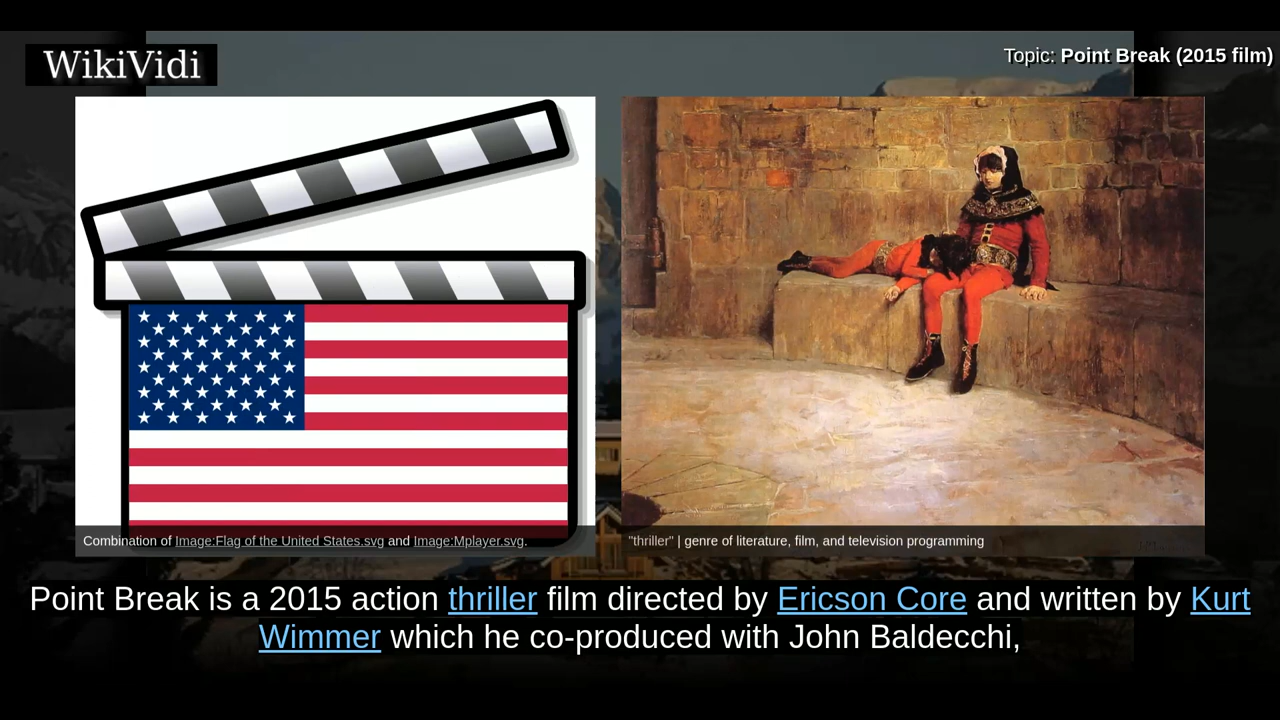 WikiVidi
Topic: Point Break (2015 film)
Combination of Image:Flag of the United States.svg and Image:Mplayer.svg.
"thriller" | genre of literature, film, and television programming
Point Break is a 2015 action thriller film directed by Ericson Core and written by Kurt
Wimmer which he co-produced with John Baldecchi,